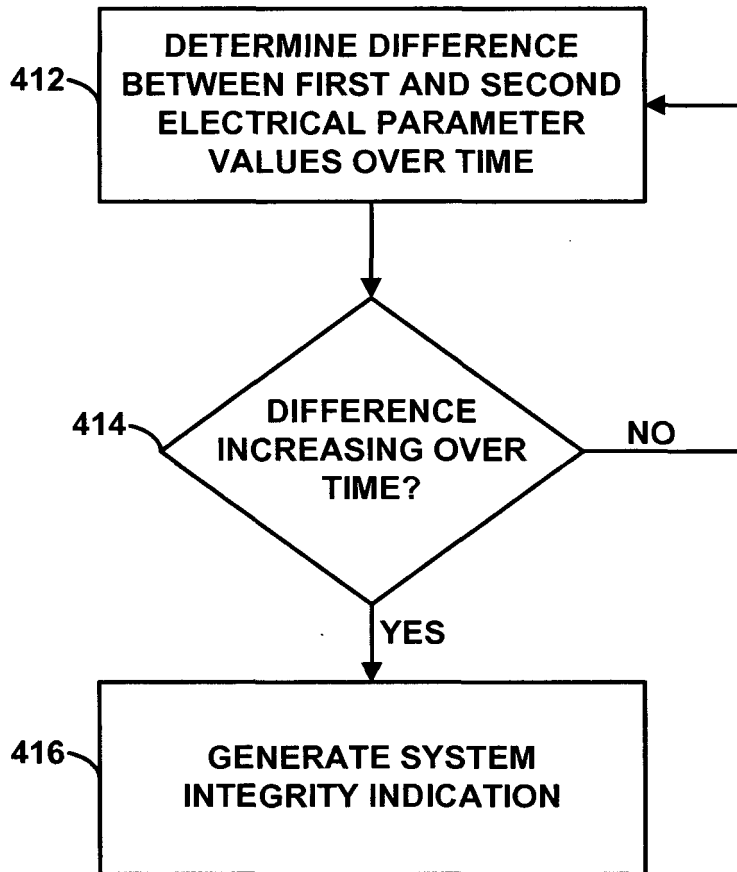 412
DETERMINE DIFFERENCE
BETWEEN FIRST AND SECOND
ELECTRICAL PARAMETER
VALUES OVER TIME
414
DIFFERENCE
INCREASING OVER
TIME?
NO
YES
416
GENERATE SYSTEM
INTEGRITY INDICATION